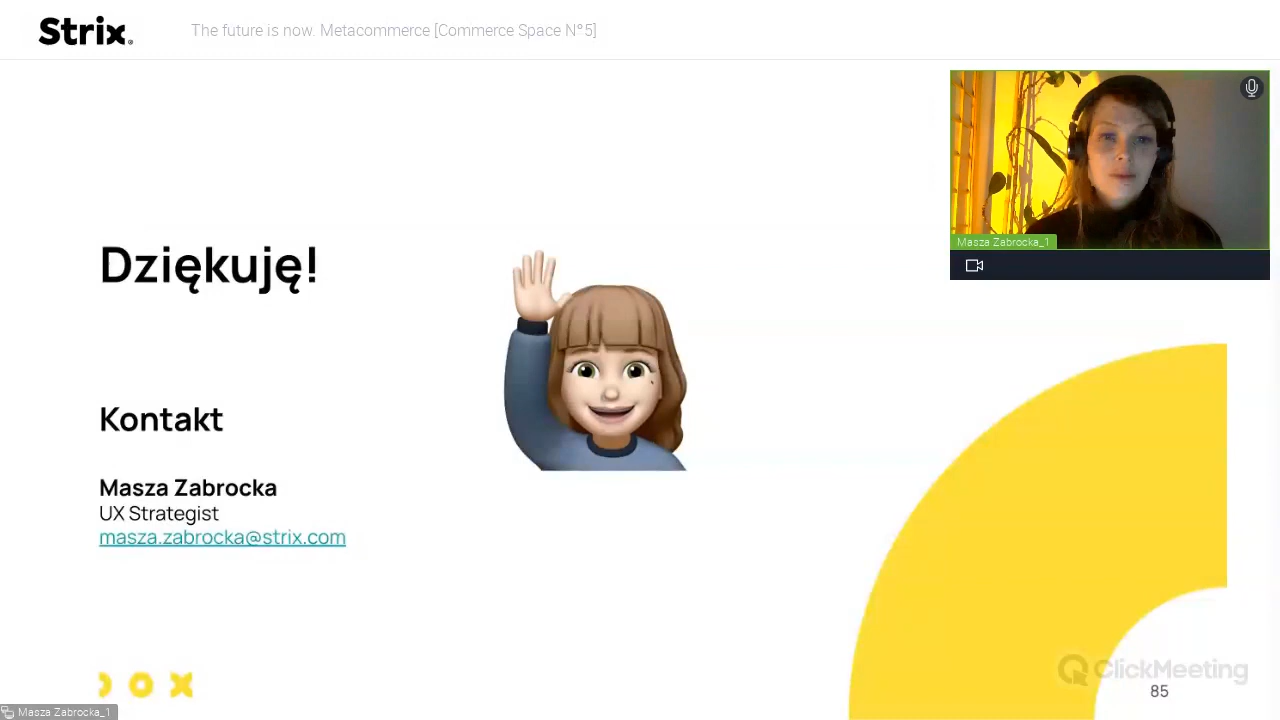 Strix®
The future is now. Metacommerce [Commerce Space N°5]
Masza Zabrocka_1
Dziękuję!
Kontakt
Masza Zabrocka
UX Strategist
masza.zabrocka@strix.com
ClickMeeting
85
Masza Zabrocka_1